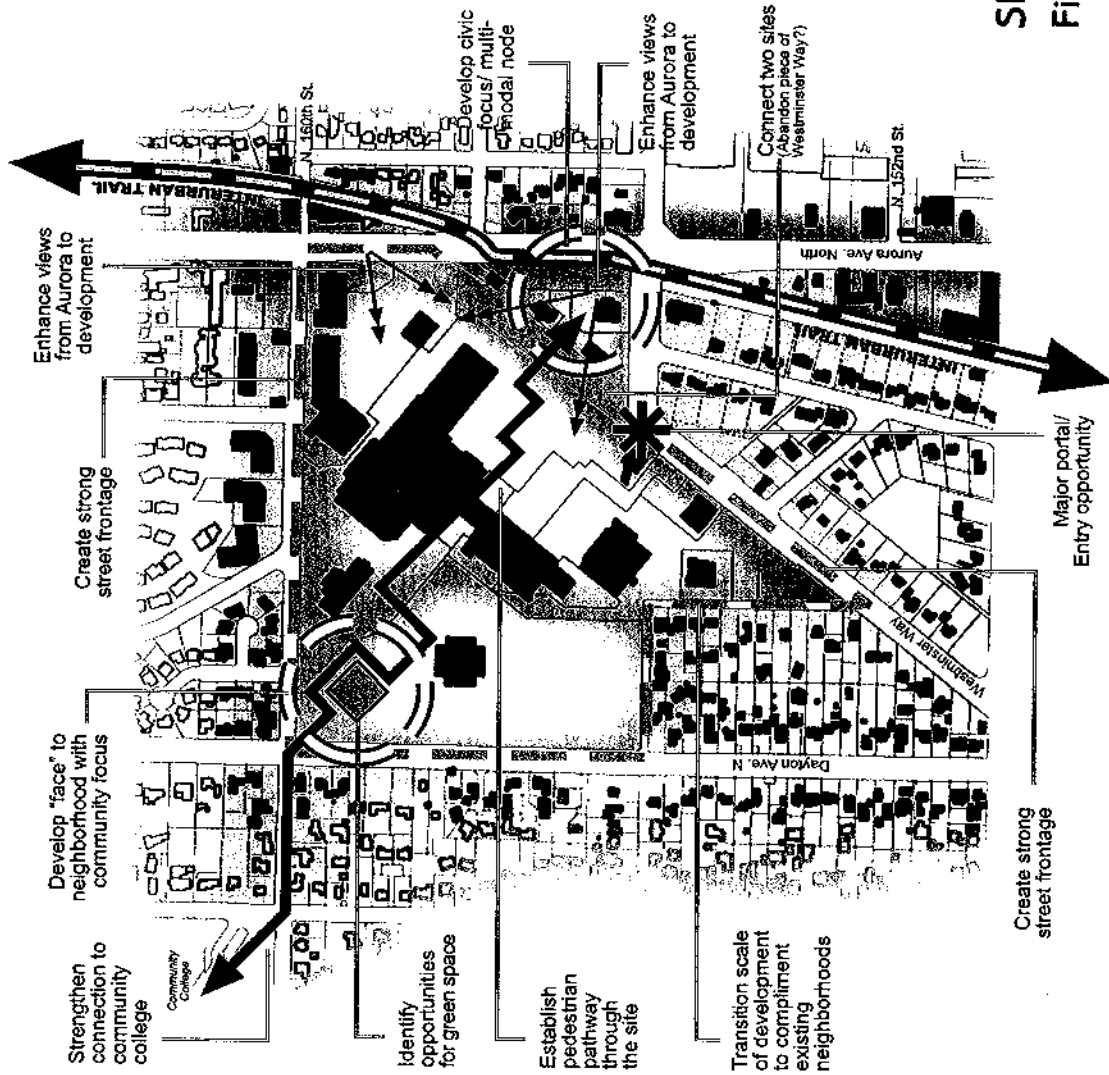 Strengthen
connection to
community
college
Community
College
Develop "face" to
neighborhood with
community focus
Create strong
street frontage
Enhance views
from Aurora to
development
INTERURBAN TRAIL
N. 160th St.
Develop civic
focus/ multi-
modal node
Enhance views
from Aurora to
development
Connect two sites
(Abandon piece of
Westminster Way?)
N. 152nd St.
Aurora Ave. North
INTERURBAN TRAIL
Identify
opportunities
for green space
Establish
pedestrian
pathway
through
the site
Transition scale
of development
to compliment
existing
neighborhoods
Dayton Ave. N.
Westminster Way
Create strong
street frontage
Major portal/
Entry opportunity
Fi